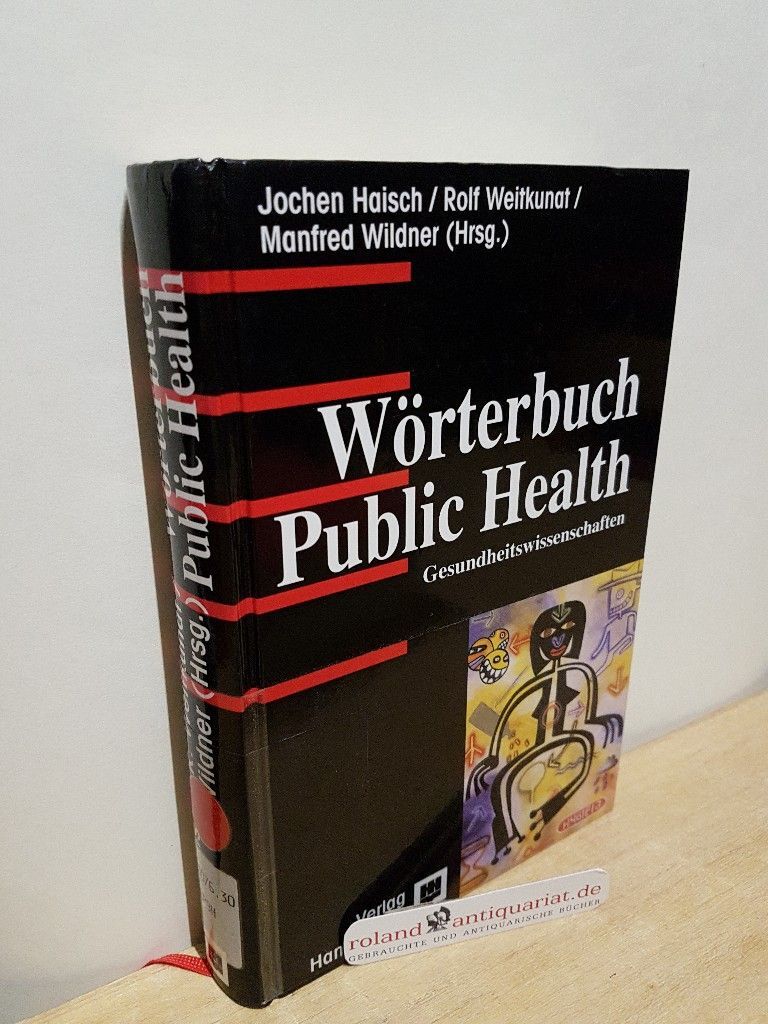 Jochen Haisch / Rolf Weitkunat /
Manfred Wildner (Hrsg.)
Wörterbuch
Public Health
Gesundheitswissenschaften
Verlag
roland antiquariat.de
GEBRAUCHTE UND ANTIQUARISCHE BÜCHER
Wörterbuch
Public Health
Wildner (Hrsg.)